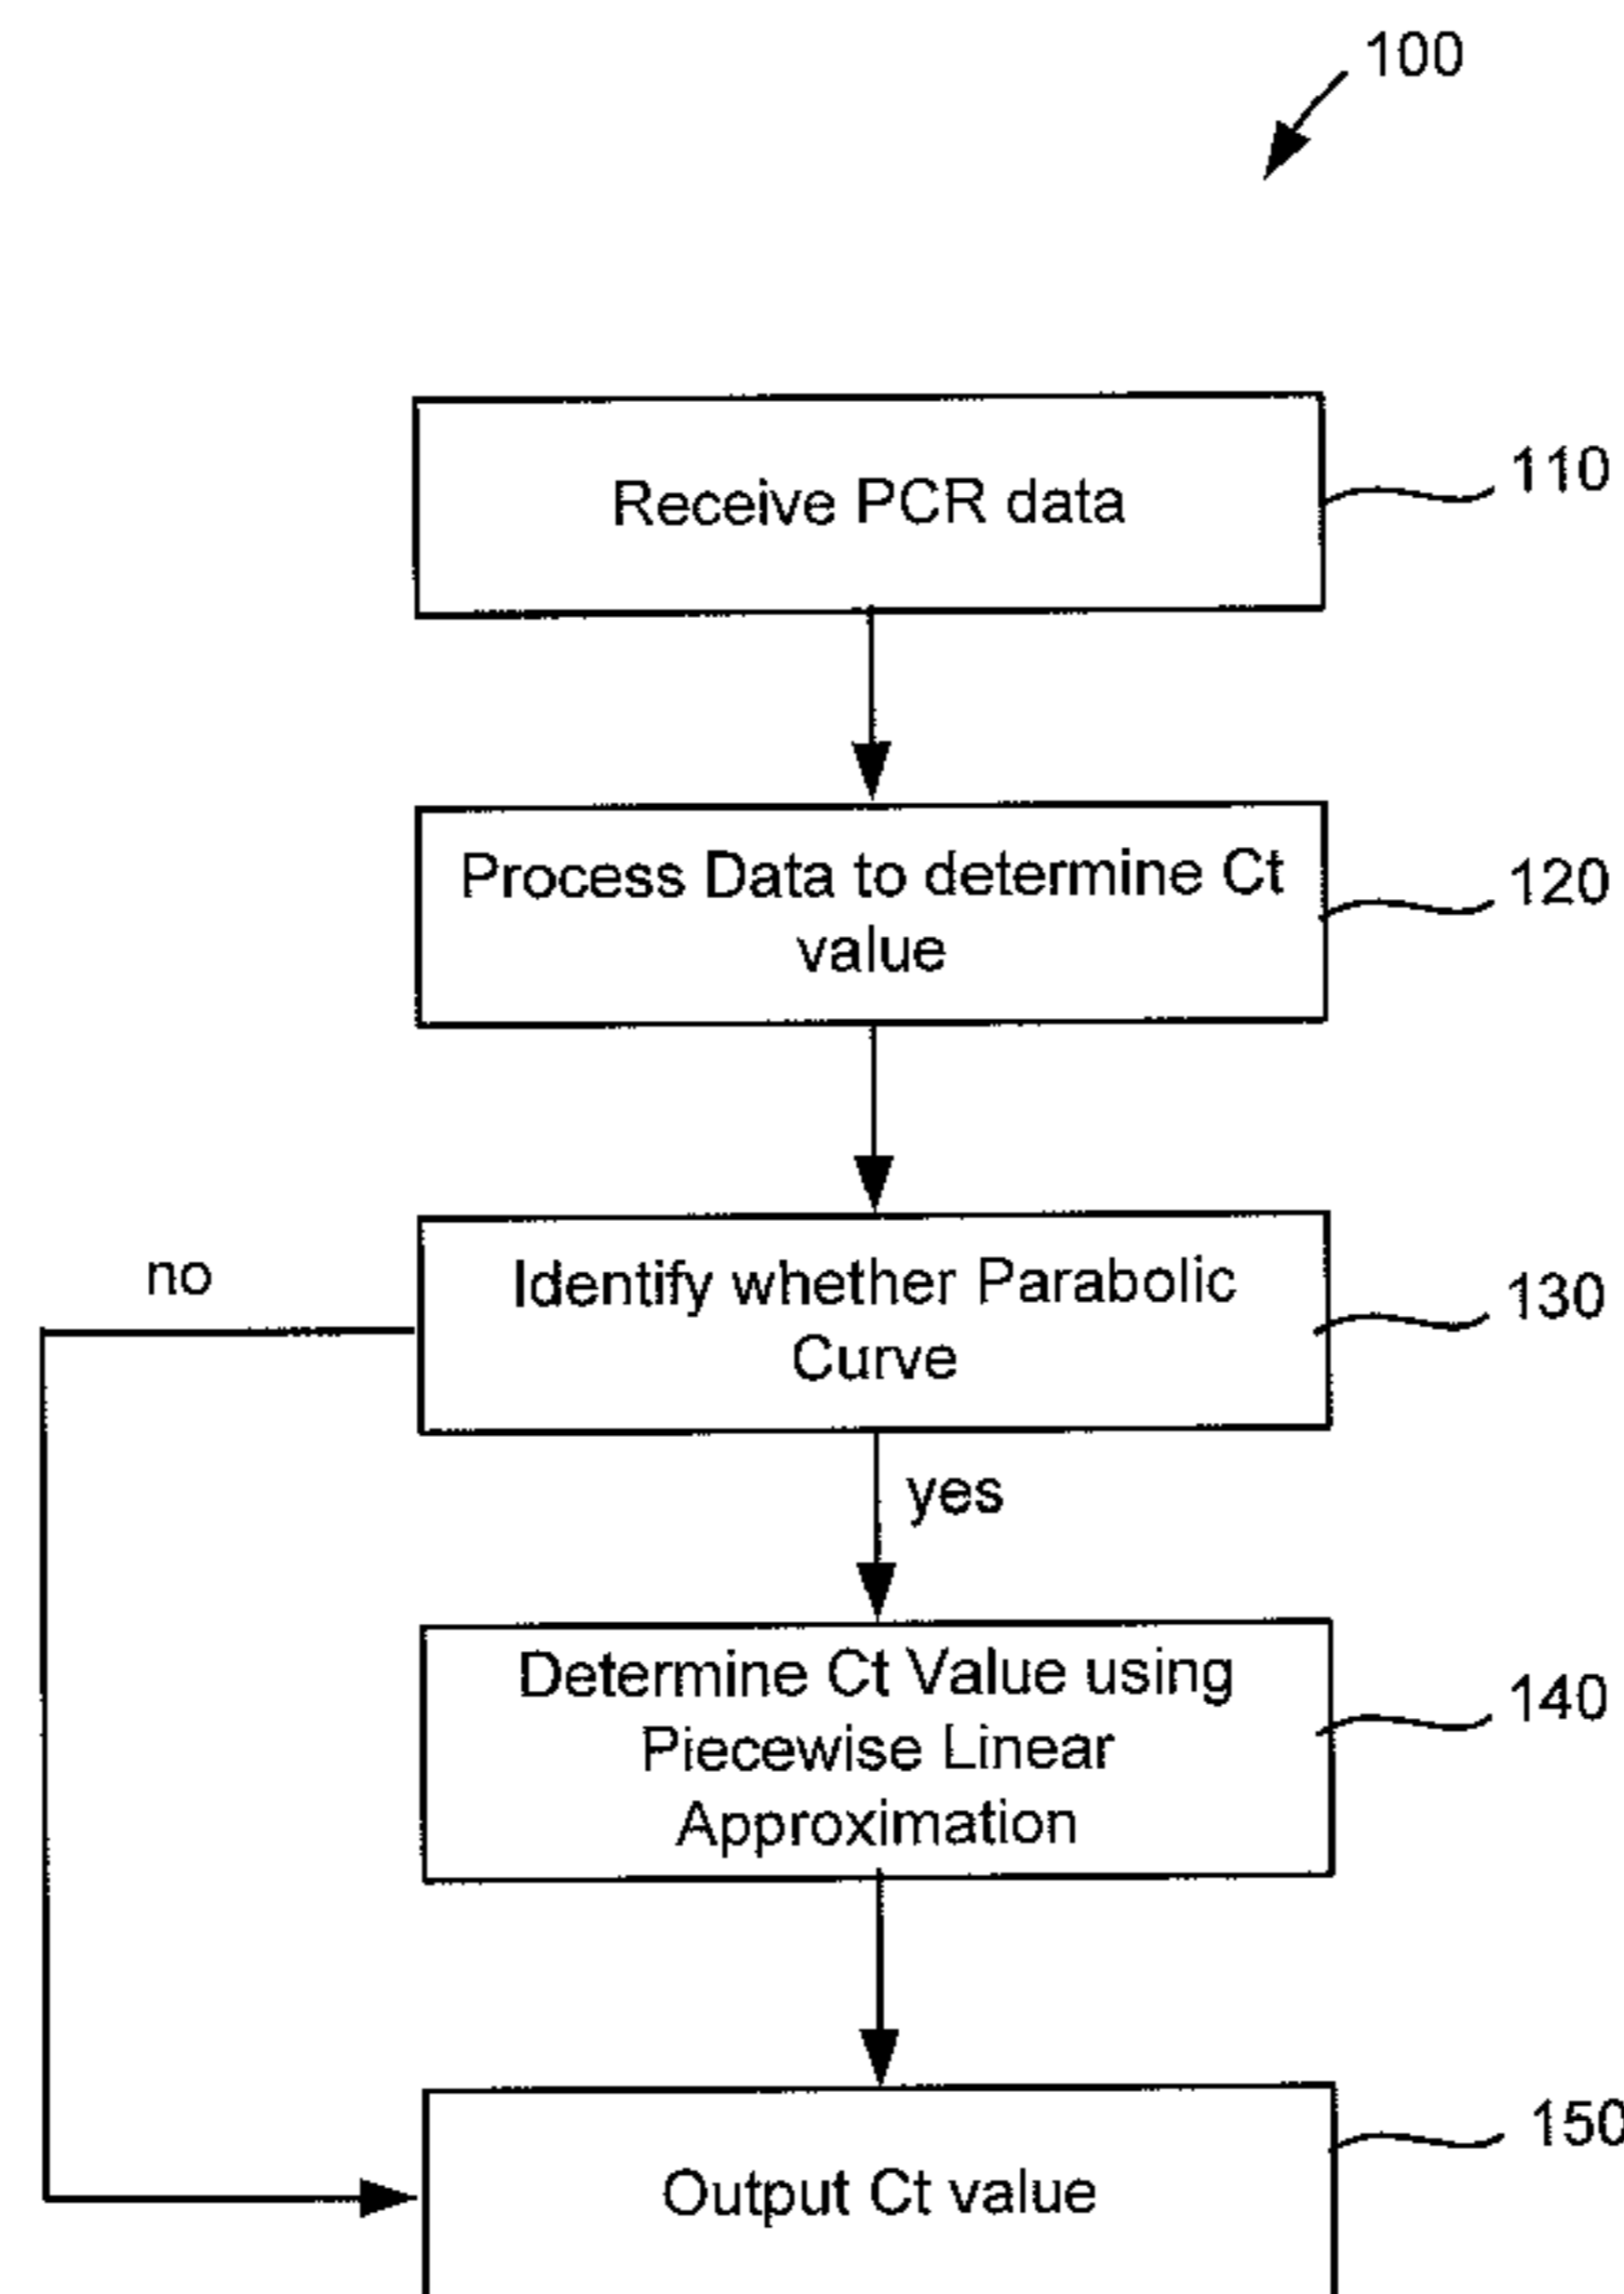 100
Receive PCR data
110
Process Data to determine Ct
value
120
no
Identify whether Parabolic
Curve
130
yes
Determine Ct Value using
Piecewise Linear
Approximation
140
Output Ct value
150